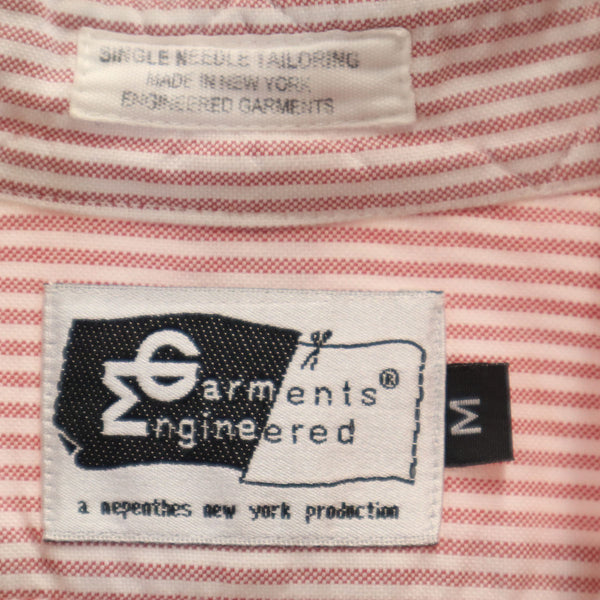 SINGLE NEEDLE TAILORING
MADE IN NEW YORK
ENGINEERED GARMENTS
Garments®
Engineered
M
a nepenthes new york production